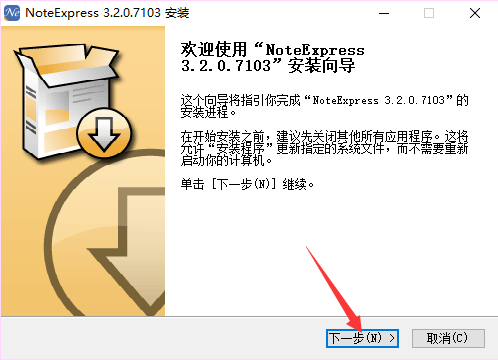 Ne NoteExpress 3.2.0.7103 安装
欢迎使用“NoteExpress
3.2.0.7103”安装向导
这个向导将指引你完成“NoteExpress 3.2.0.7103”的
安装进程。
在开始安装之前，建议先关闭其他所有应用程序。这将
允许“安装程序”更新指定的系统文件，而不需要重新
启动你的计算机。
单击 [下一步(N)] 继续。
下一步(N) >
取消(C)